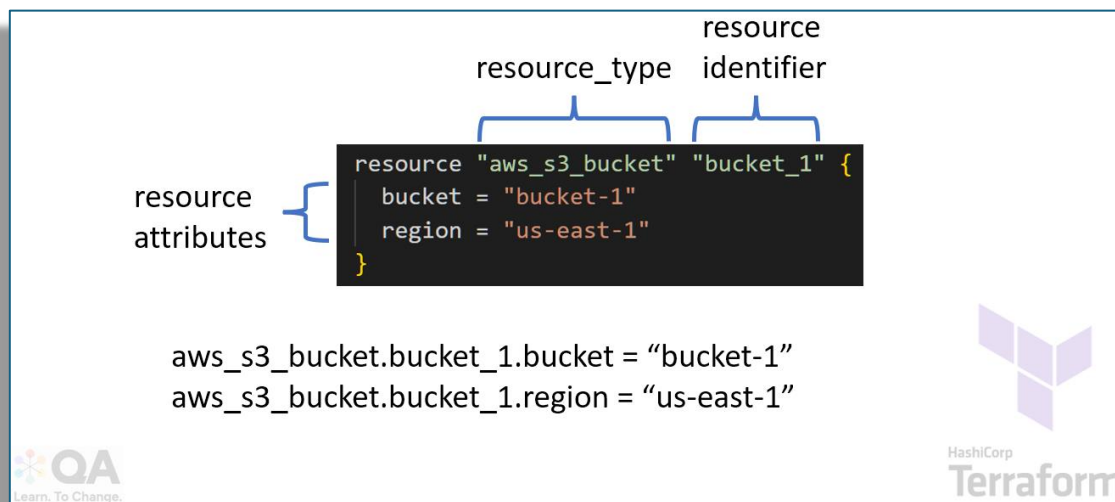 resource
resource_type identifier
resource "aws_s3_bucket" "bucket_1" {
bucket = "bucket-1"
region = "us-east-1"
}
resource
attributes
aws_s3_bucket.bucket_1.bucket = “bucket-1”
aws_s3_bucket.bucket_1.region = “us-east-1”
QA
Learn. To Change.
HashiCorp
Terraform